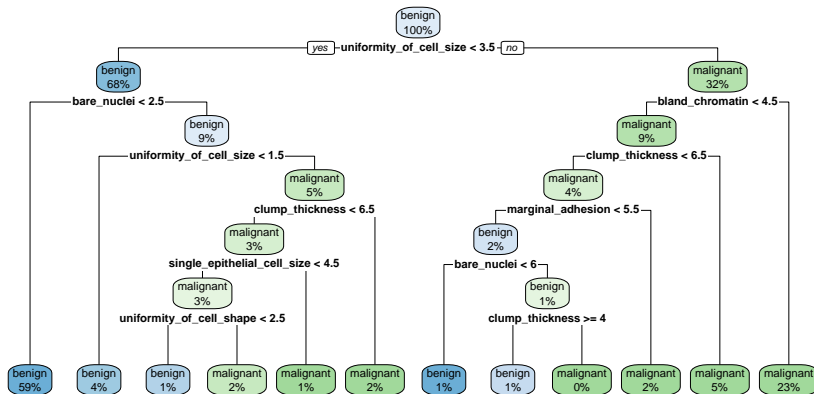 benign
100%
yes uniformity_of_cell_size < 3.5 no
benign
68%
malignant
32%
bare_nuclei < 2.5
bland_chromatin < 4.5
benign
9%
malignant
9%
uniformity_of_cell_size < 1.5
clump_thickness < 6.5
malignant
5%
malignant
4%
clump_thickness < 6.5
marginal_adhesion < 5.5
malignant
3%
benign
2%
single_epithelial_cell_size < 4.5
bare_nuclei < 6
malignant
3%
benign
1%
uniformity_of_cell_shape < 2.5
clump_thickness >= 4
benign
59%
benign
4%
benign
1%
malignant
2%
malignant
1%
malignant
2%
benign
1%
benign
1%
malignant
0%
malignant
2%
malignant
5%
malignant
23%